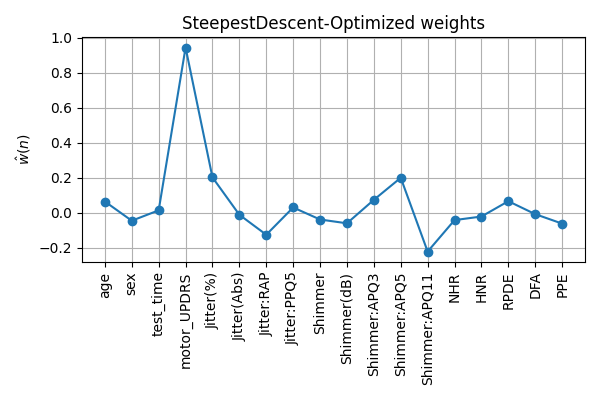 SteepestDescent-Optimized weights
ŵ(n)
1.0
0.8
0.6
0.4
0.2
0.0
−0.2
age
sex
test_time
motor_UPDRS
Jitter(%)
Jitter(Abs)
Jitter:RAP
Jitter:PPQ5
Shimmer
Shimmer(dB)
Shimmer:APQ3
Shimmer:APQ5
Shimmer:APQ11
NHR
HNR
RPDE
DFA
PPE